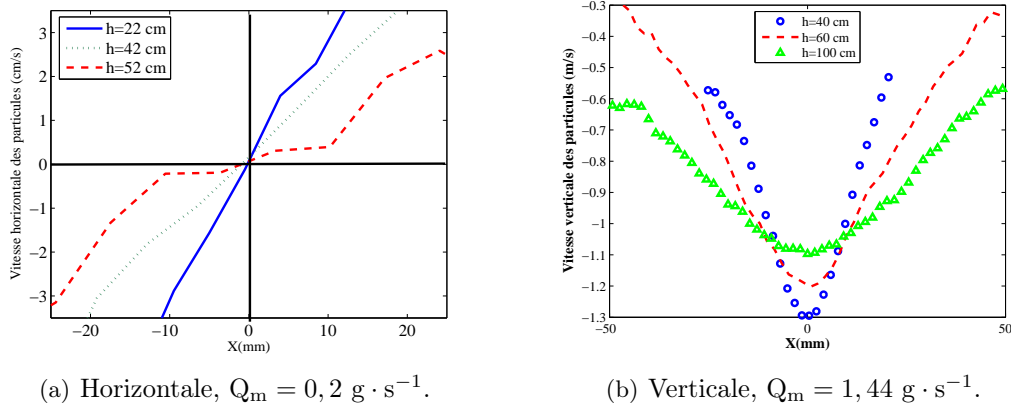 Vitesse horizontale des particules (cm/s)
3
2
1
0
−1
−2
−3
h=22 cm
h=42 cm
h=52 cm
−20
−10
0
10
20
X(mm)
(a) Horizontale, Qm = 0, 2 g · s−1.
Vitesse verticale des particules (m/s)
-0.3
-0.4
-0.5
-0.6
-0.7
-0.8
-0.9
-1
-1.1
-1.2
-1.3
h=40 cm
h=60 cm
h=100 cm
-50
0
50
X(mm)
(b) Verticale, Qm = 1, 44 g · s−1.